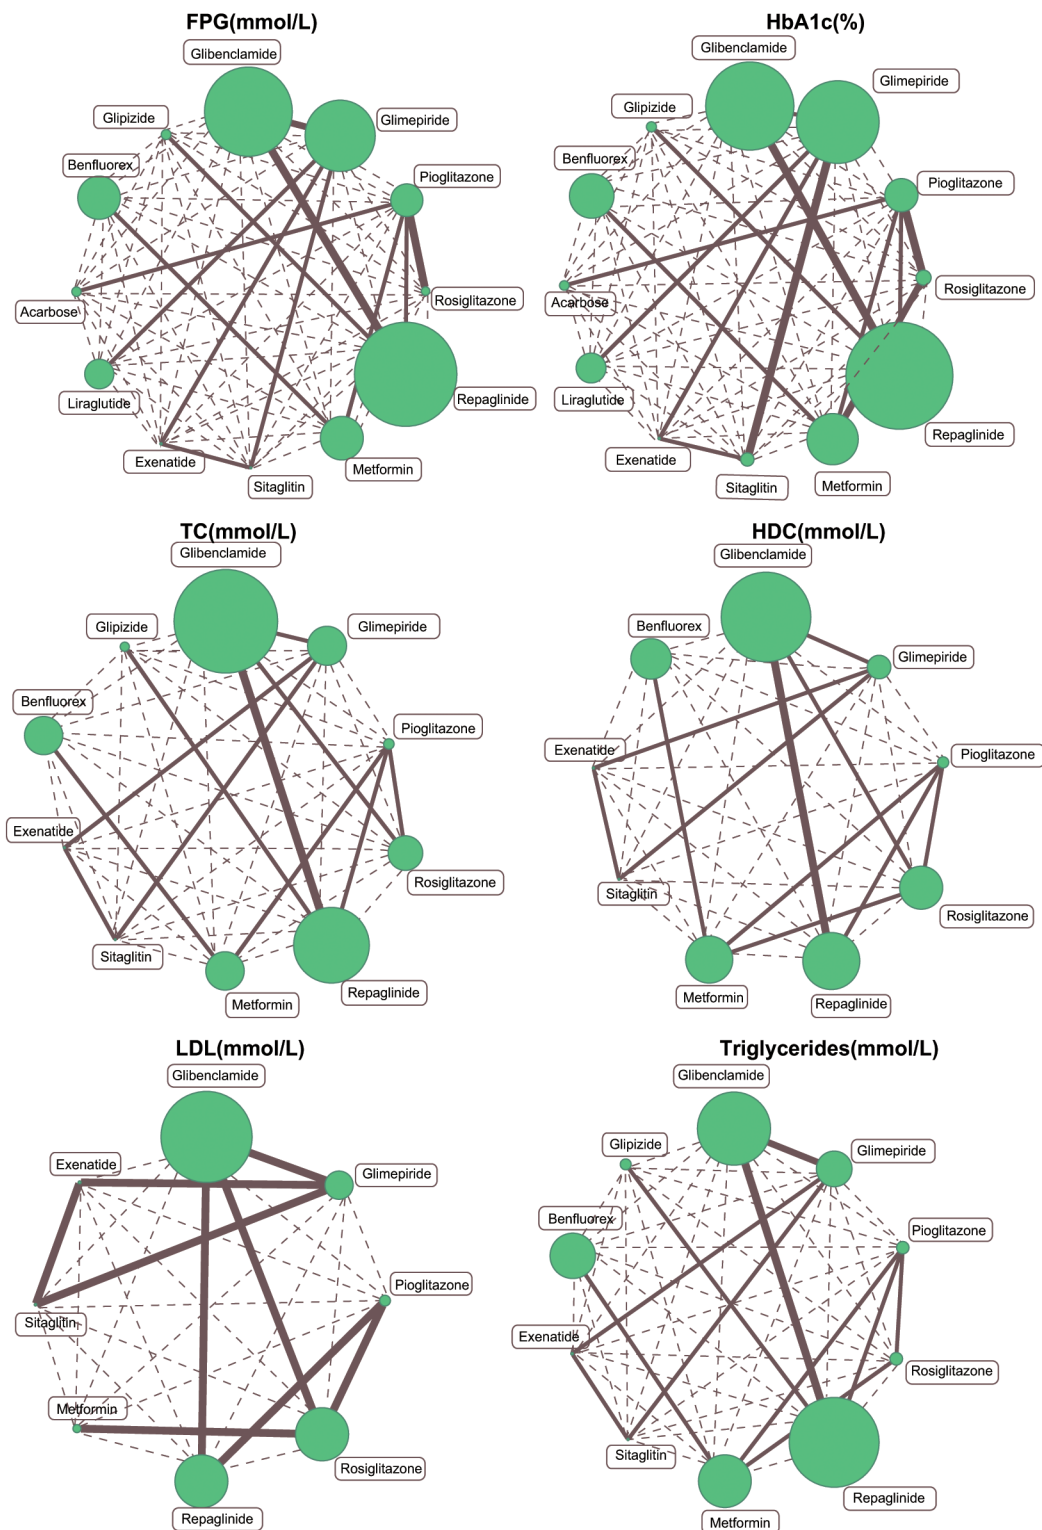 FPG(mmol/L)
Glibenclamide
Glimepiride
Glipizide
Benfluorex
Pioglitazone
Acarbose
Rosiglitazone
Liraglutide
Repaglinide
Exenatide
Metformin
Sitaglitin
HbA1c(%)
Glibenclamide
Glimepiride
Glipizide
Benfluorex
Pioglitazone
Acarbose
Rosiglitazone
Liraglutide
Repaglinide
Exenatide
Sitaglitin
Metformin
TC(mmol/L)
Glibenclamide
Glipizide
Glimepiride
Benfluorex
Pioglitazone
Exenatide
Rosiglitazone
Sitaglitin
Repaglinide
Metformin
HDC(mmol/L)
Glibenclamide
Benfluorex
Glimepiride
Exenatide
Pioglitazone
Sitaglitin
Rosiglitazone
Metformin
Repaglinide
LDL(mmol/L)
Glibenclamide
Exenatide
Glimepiride
Pioglitazone
Sitaglitin
Metformin
Rosiglitazone
Repaglinide
Triglycerides(mmol/L)
Glibenclamide
Glipizide
Glimepiride
Benfluorex
Pioglitazone
Exenatide
Rosiglitazone
Sitaglitin
Repaglinide
Metformin